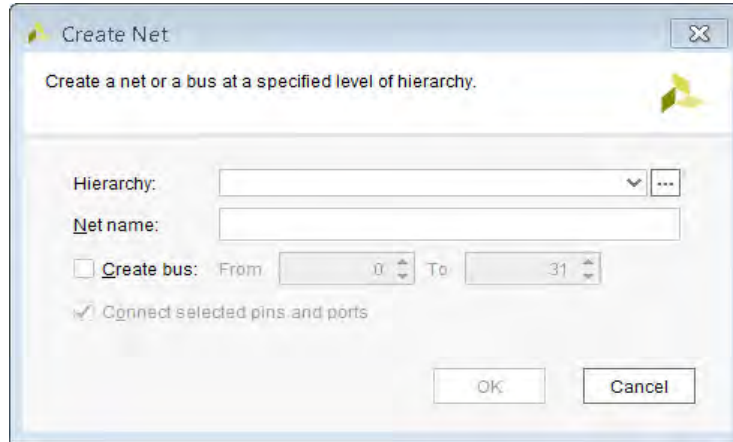 Create Net
Create a net or a bus at a specified level of hierarchy.
Hierarchy:
...
Net name:
Create bus: From 0 To 31
Connect selected pins and ports
OK Cancel